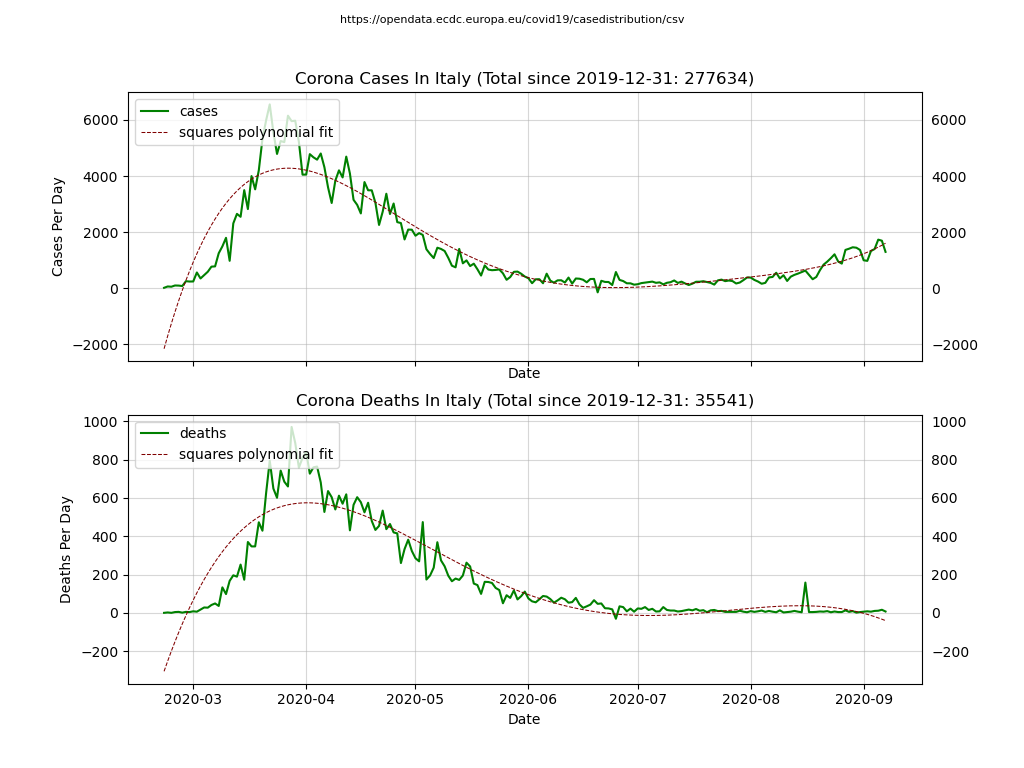 https://opendata.ecdc.europa.eu/covid19/casedistribution/csv
Corona Cases In Italy (Total since 2019-12-31: 277634)
cases
squares polynomial fit
Cases Per Day
6000
4000
2000
0
−2000
6000
4000
2000
0
−2000
Date
Corona Deaths In Italy (Total since 2019-12-31: 35541)
deaths
squares polynomial fit
Deaths Per Day
1000
800
600
400
200
0
−200
1000
800
600
400
200
0
−200
2020-03 2020-04 2020-05 2020-06 2020-07 2020-08 2020-09
Date